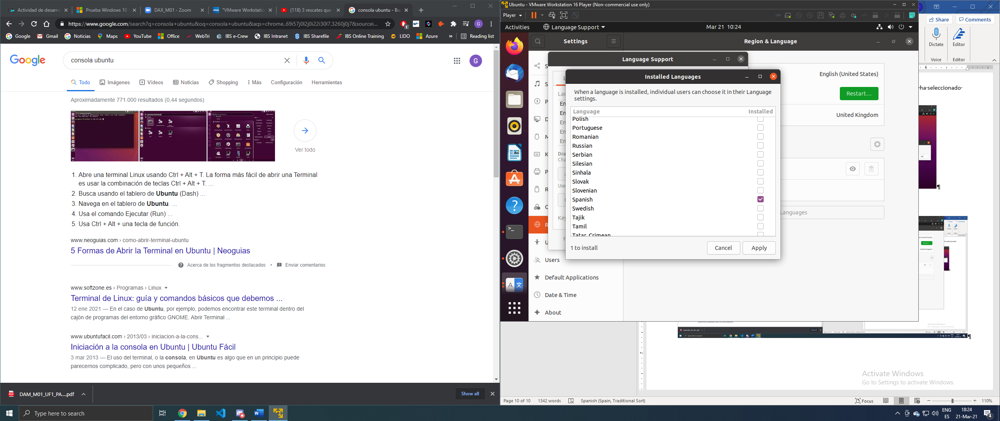 Actividad de desarro
Prueba Windows 10
DAX_M01 - Zoom
"VMware Workstatio
(118) 3 rescates que
consola ubuntu - Bu
https://www.google.com/search?q=consola+ubuntu&oq=consola+ubuntu&aqs=chrome..69i57j0l2j0i22i30l7.3260j0j7&sourcei...
Google
Gmail
Noticias
Maps
YouTube
Office
WebTri
IBS e-Crew
IBS Intranet
IBS Sharefile
IBS Online Training
LIDO
Azure
»
Reading list
Google
consola ubuntu
G
Todo
Imágenes
Vídeos
Noticias
Shopping
Más
Configuración
Herramientas
Aproximadamente 771.000 resultados (0,44 segundos)
Ver todo
1. Abre una terminal Linux usando Ctrl + Alt + T. La forma más fácil de abrir una Terminal
es usar la combinación de teclas Ctrl + Alt + T. ...
2. Busca usando el tablero de Ubuntu (Dash) ...
3. Navega en el tablero de Ubuntu. ...
4. Usa el comando Ejecutar (Run) ...
5. Usa Ctrl + Alt + una tecla de función.
www.neoguias.com › como-abrir-terminal-ubuntu
5 Formas de Abrir la Terminal en Ubuntu | Neoguias
Acerca de los fragmentos destacados • Enviar comentarios
www.softzone.es › Programas › Linux
Terminal de Linux: guía y comandos básicos que debemos ...
12 ene 2021 — En el caso de Ubuntu, por ejemplo, podemos encontrar este terminal dentro del
cajón de programas del entorno gráfico GNOME. Abrir Terminal ...
www.ubuntufacil.com › 2013/03 › iniciacion-a-la-cons...
Iniciación a la consola en Ubuntu | Ubuntu Fácil
3 mar 2013 — El uso del terminal, o la consola, en Ubuntu es algo que en un principio puede
parecernos complicado, pero con unos pequeños ...
DAM_M01_UF1_PA....pdf
Show all
Ubuntu - VMware Workstation 16 Player (Non-commercial use only)
Player
Activities
Language Support
Mar 21 10:24
Settings
Region & Language
Language Support
Installed Languages
When a language is installed, individual users can choose it in their Language
settings.
Language
Installed
Polish
Portuguese
Romanian
Russian
Serbian
Silesian
Sinhala
Slovak
Slovenian
Spanish
Swedish
Tajik
Tamil
Tatar, Crimean
1 to install
Cancel
Apply
English (United States)
Restart...
United Kingdom
Languages
Users
Default Applications
Date & Time
About
Share
Comments
Dictate
Editor
Voice
Editor
·ha·seleccionado·
Activate Windows
Go to Settings to activate Windows.
Page 10 of 10
1342 words
Spanish (Spain, Traditional Sort)
Focus
110%
Type here to search
ENG
ES
18:24
21-Mar-21
4